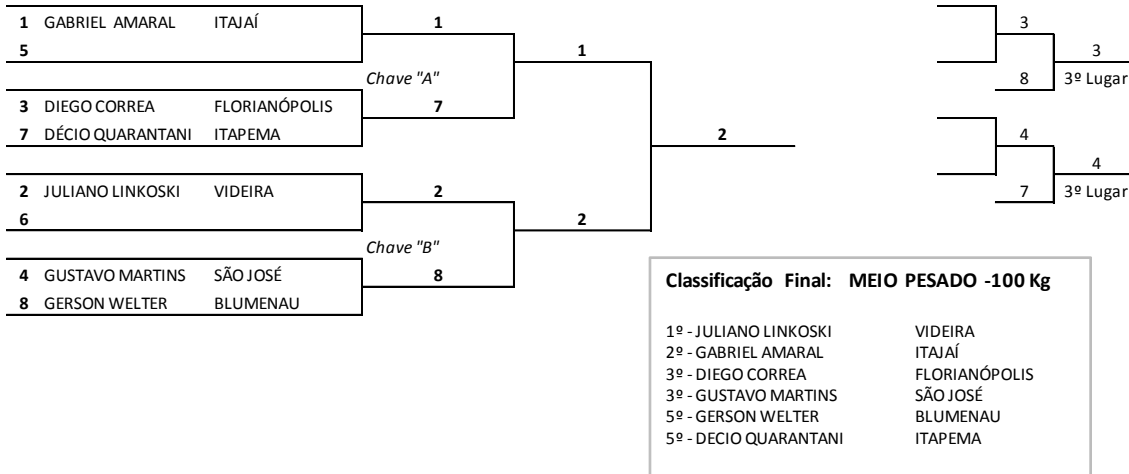 1 GABRIEL AMARAL ITAJAÍ
5
3 DIEGO CORREA FLORIANÓPOLIS
7 DÉCIO QUARANTANI ITAPEMA
2 JULIANO LINKOSKI VIDEIRA
6
4 GUSTAVO MARTINS SÃO JOSÉ
8 GERSON WELTER BLUMENAU
1
Chave "A"
7
2
Chave "B"
8
1
2
2
3
8
3
3º Lugar
4
7
4
3º Lugar
Classificação Final: MEIO PESADO -100 Kg
1º - JULIANO LINKOSKI VIDEIRA
2º - GABRIEL AMARAL ITAJAÍ
3º - DIEGO CORREA FLORIANÓPOLIS
3º - GUSTAVO MARTINS SÃO JOSÉ
5º - GERSON WELTER BLUMENAU
5º - DECIO QUARANTANI ITAPEMA